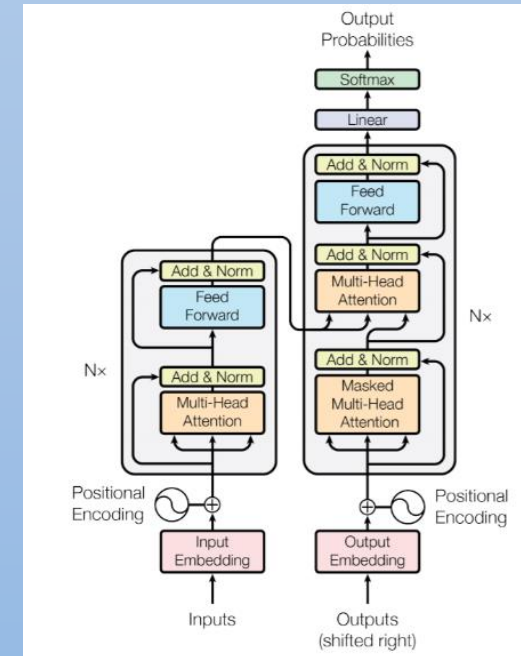 Output
Probabilities
Softmax
Linear
Add & Norm
Feed
Forward
Add & Norm
Multi-Head
Attention
Add & Norm
Masked
Multi-Head
Attention
Nx
Add & Norm
Feed
Forward
Add & Norm
Multi-Head
Attention
Nx
Positional
Encoding
Positional
Encoding
Input
Embedding
Output
Embedding
Inputs
Outputs
(shifted right)